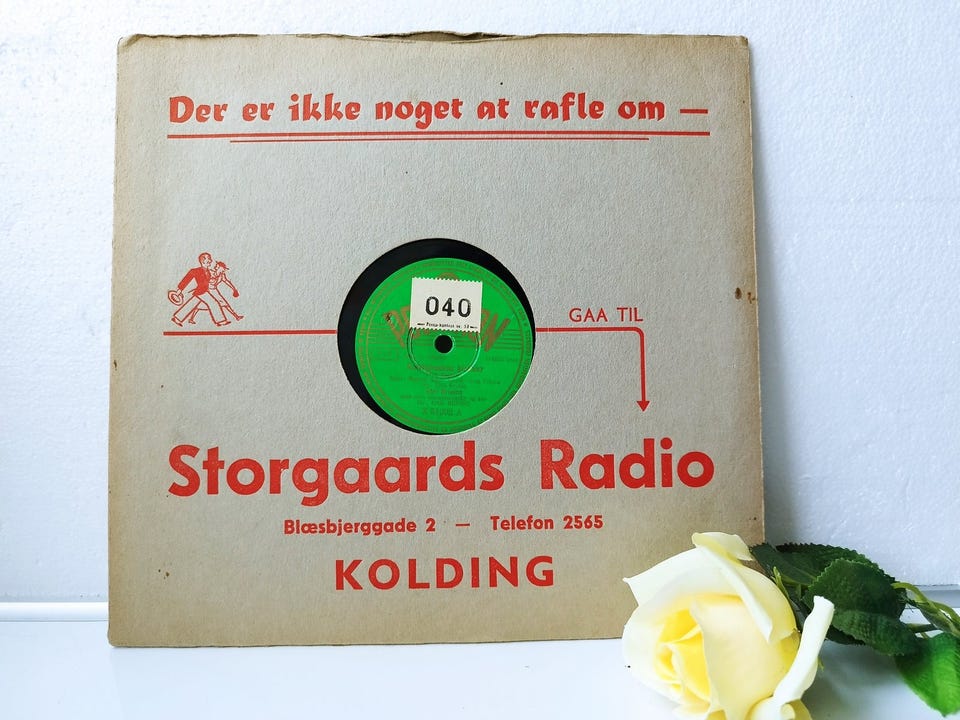 Der er ikke noget at rafle om —
040
GAA TIL
Storgaards Radio
Blæsbjerggade 2 — Telefon 2565
KOLDING